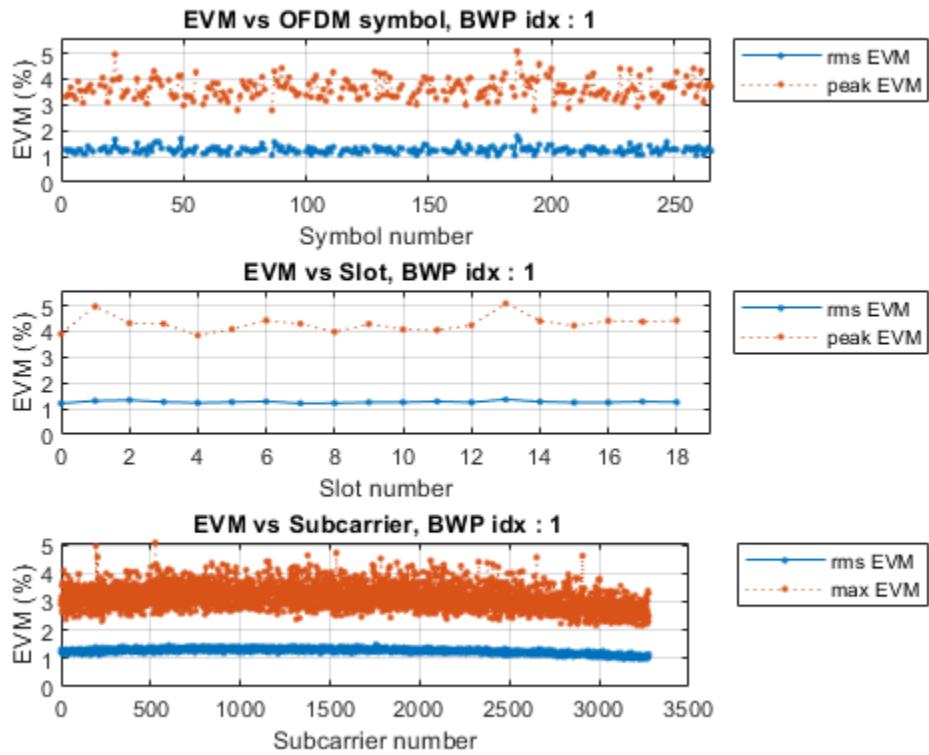 EVM vs OFDM symbol, BWP idx : 1
EVM (%)
5
4
3
2
1
0
0 50 100 150 200 250
Symbol number
rms EVM
peak EVM
EVM vs Slot, BWP idx : 1
EVM (%)
5
4
3
2
1
0
0 2 4 6 8 10 12 14 16 18
Slot number
rms EVM
peak EVM
EVM vs Subcarrier, BWP idx : 1
EVM (%)
5
4
3
2
1
0
0 500 1000 1500 2000 2500 3000 3500
Subcarrier number
rms EVM
max EVM